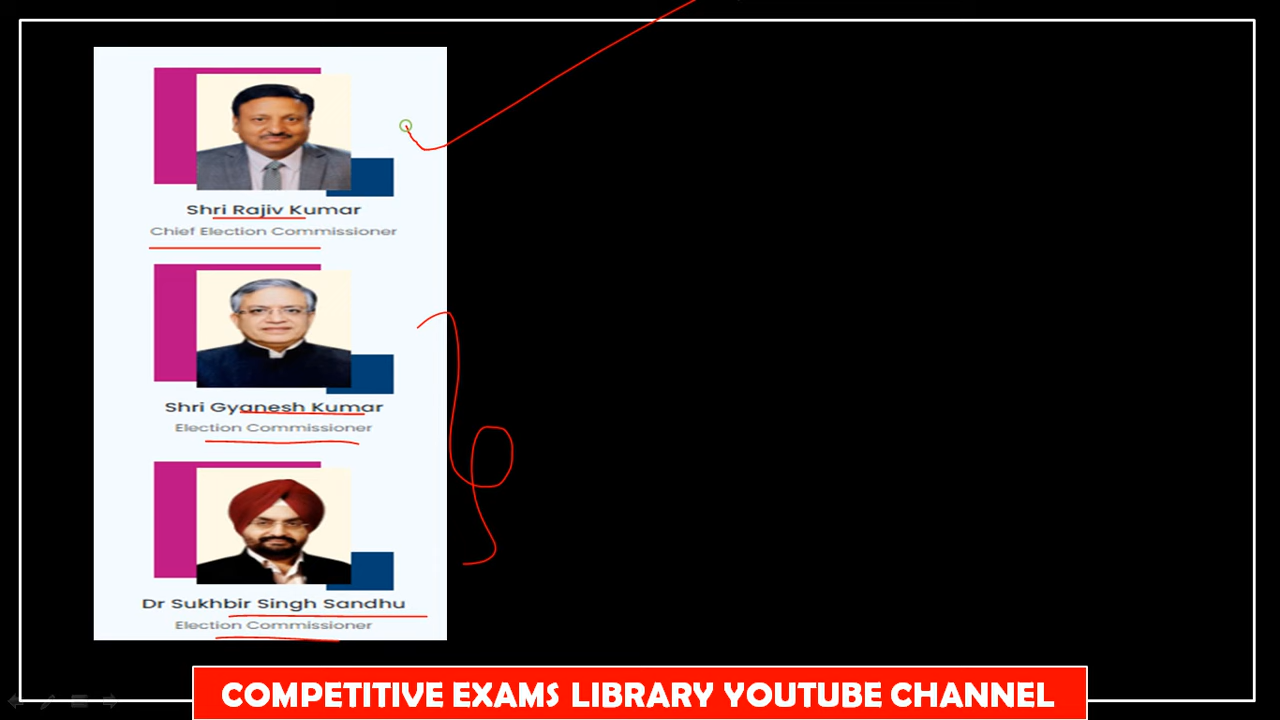 Shri Rajiv Kumar
Chief Election Commissioner
Shri Gyanesh Kumar
Election Commissioner
Dr Sukhbir Singh Sandhu
Election Commissioner
COMPETITIVE EXAMS LIBRARY YOUTUBE CHANNEL